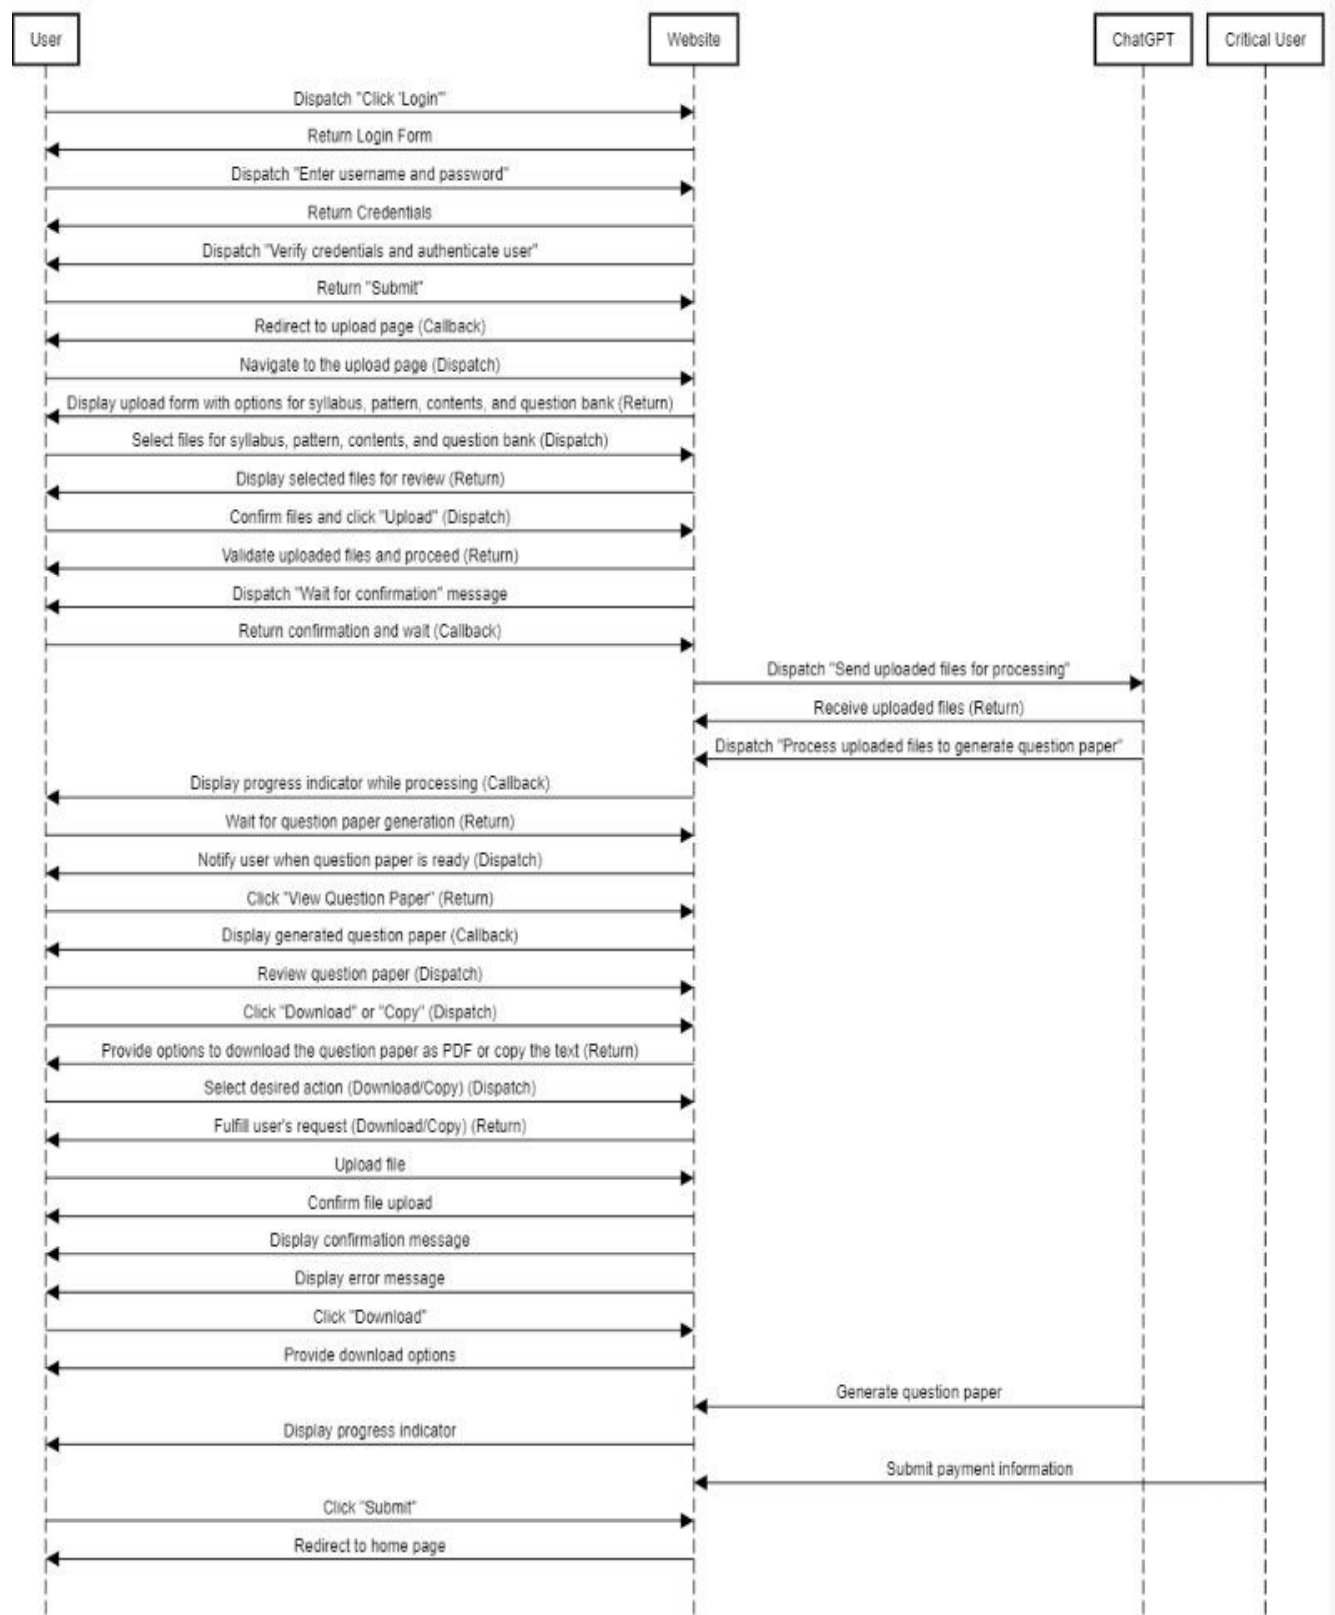 User
Website
ChatGPT
Critical User
Dispatch "Click 'Login'"
Return Login Form
Dispatch "Enter username and password"
Return Credentials
Dispatch "Verify credentials and authenticate user"
Return "Submit"
Redirect to upload page (Callback)
Navigate to the upload page (Dispatch)
Display upload form with options for syllabus, pattern, contents, and question bank (Return)
Select files for syllabus, pattern, contents, and question bank (Dispatch)
Display selected files for review (Return)
Confirm files and click "Upload" (Dispatch)
Validate uploaded files and proceed (Return)
Dispatch "Wait for confirmation" message
Return confirmation and wait (Callback)
Dispatch "Send uploaded files for processing"
Receive uploaded files (Return)
Dispatch "Process uploaded files to generate question paper"
Display progress indicator while processing (Callback)
Wait for question paper generation (Return)
Notify user when question paper is ready (Dispatch)
Click "View Question Paper" (Return)
Display generated question paper (Callback)
Review question paper (Dispatch)
Click "Download" or "Copy" (Dispatch)
Provide options to download the question paper as PDF or copy the text (Return)
Select desired action (Download/Copy) (Dispatch)
Fulfill user's request (Download/Copy) (Return)
Upload file
Confirm file upload
Display confirmation message
Display error message
Click "Download"
Provide download options
Generate question paper
Display progress indicator
Submit payment information
Click "Submit"
Redirect to home page